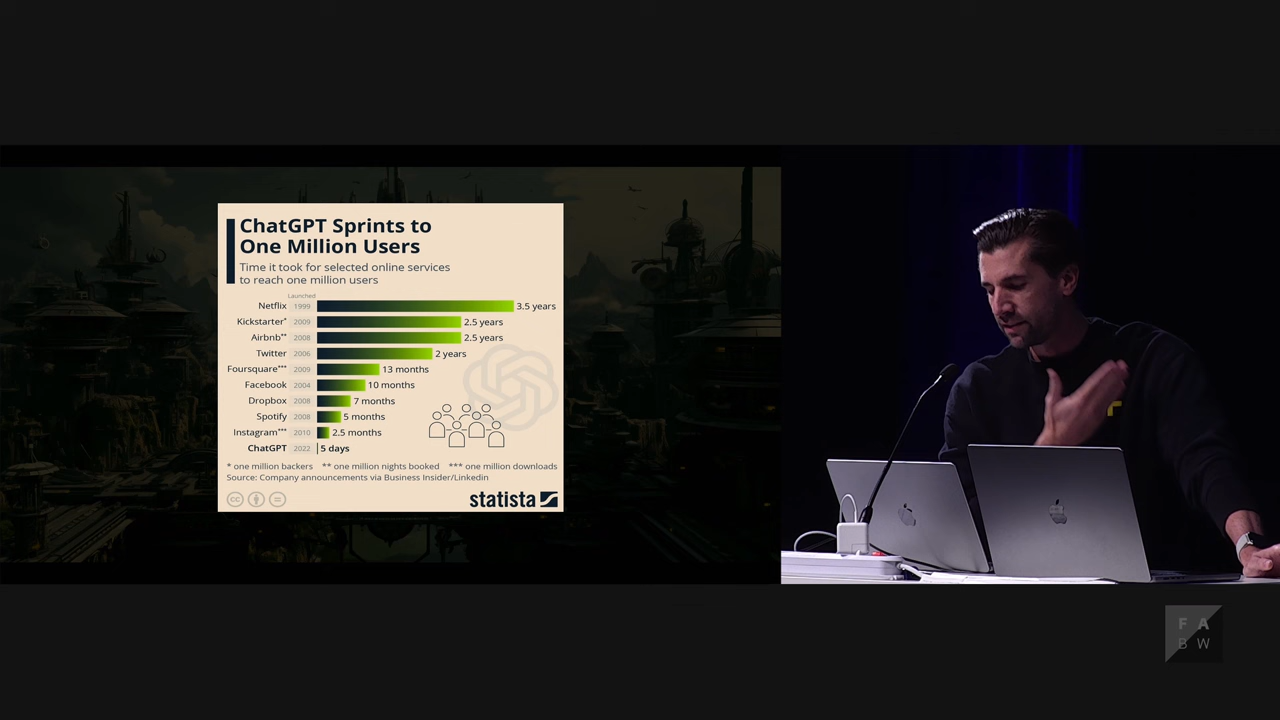 ChatGPT Sprints to
One Million Users
Time it took for selected online services
to reach one million users
Launched
Netflix 1999 3.5 years
Kickstarter* 2009 2.5 years
Airbnb** 2008 2.5 years
Twitter 2006 2 years
Foursquare*** 2009 13 months
Facebook 2004 10 months
Dropbox 2008 7 months
Spotify 2008 5 months
Instagram*** 2010 2.5 months
ChatGPT 2022 5 days
* one million backers ** one million nights booked *** one million downloads
Source: Company announcements via Business Insider/Linkedin
cc
statista
F A
B W